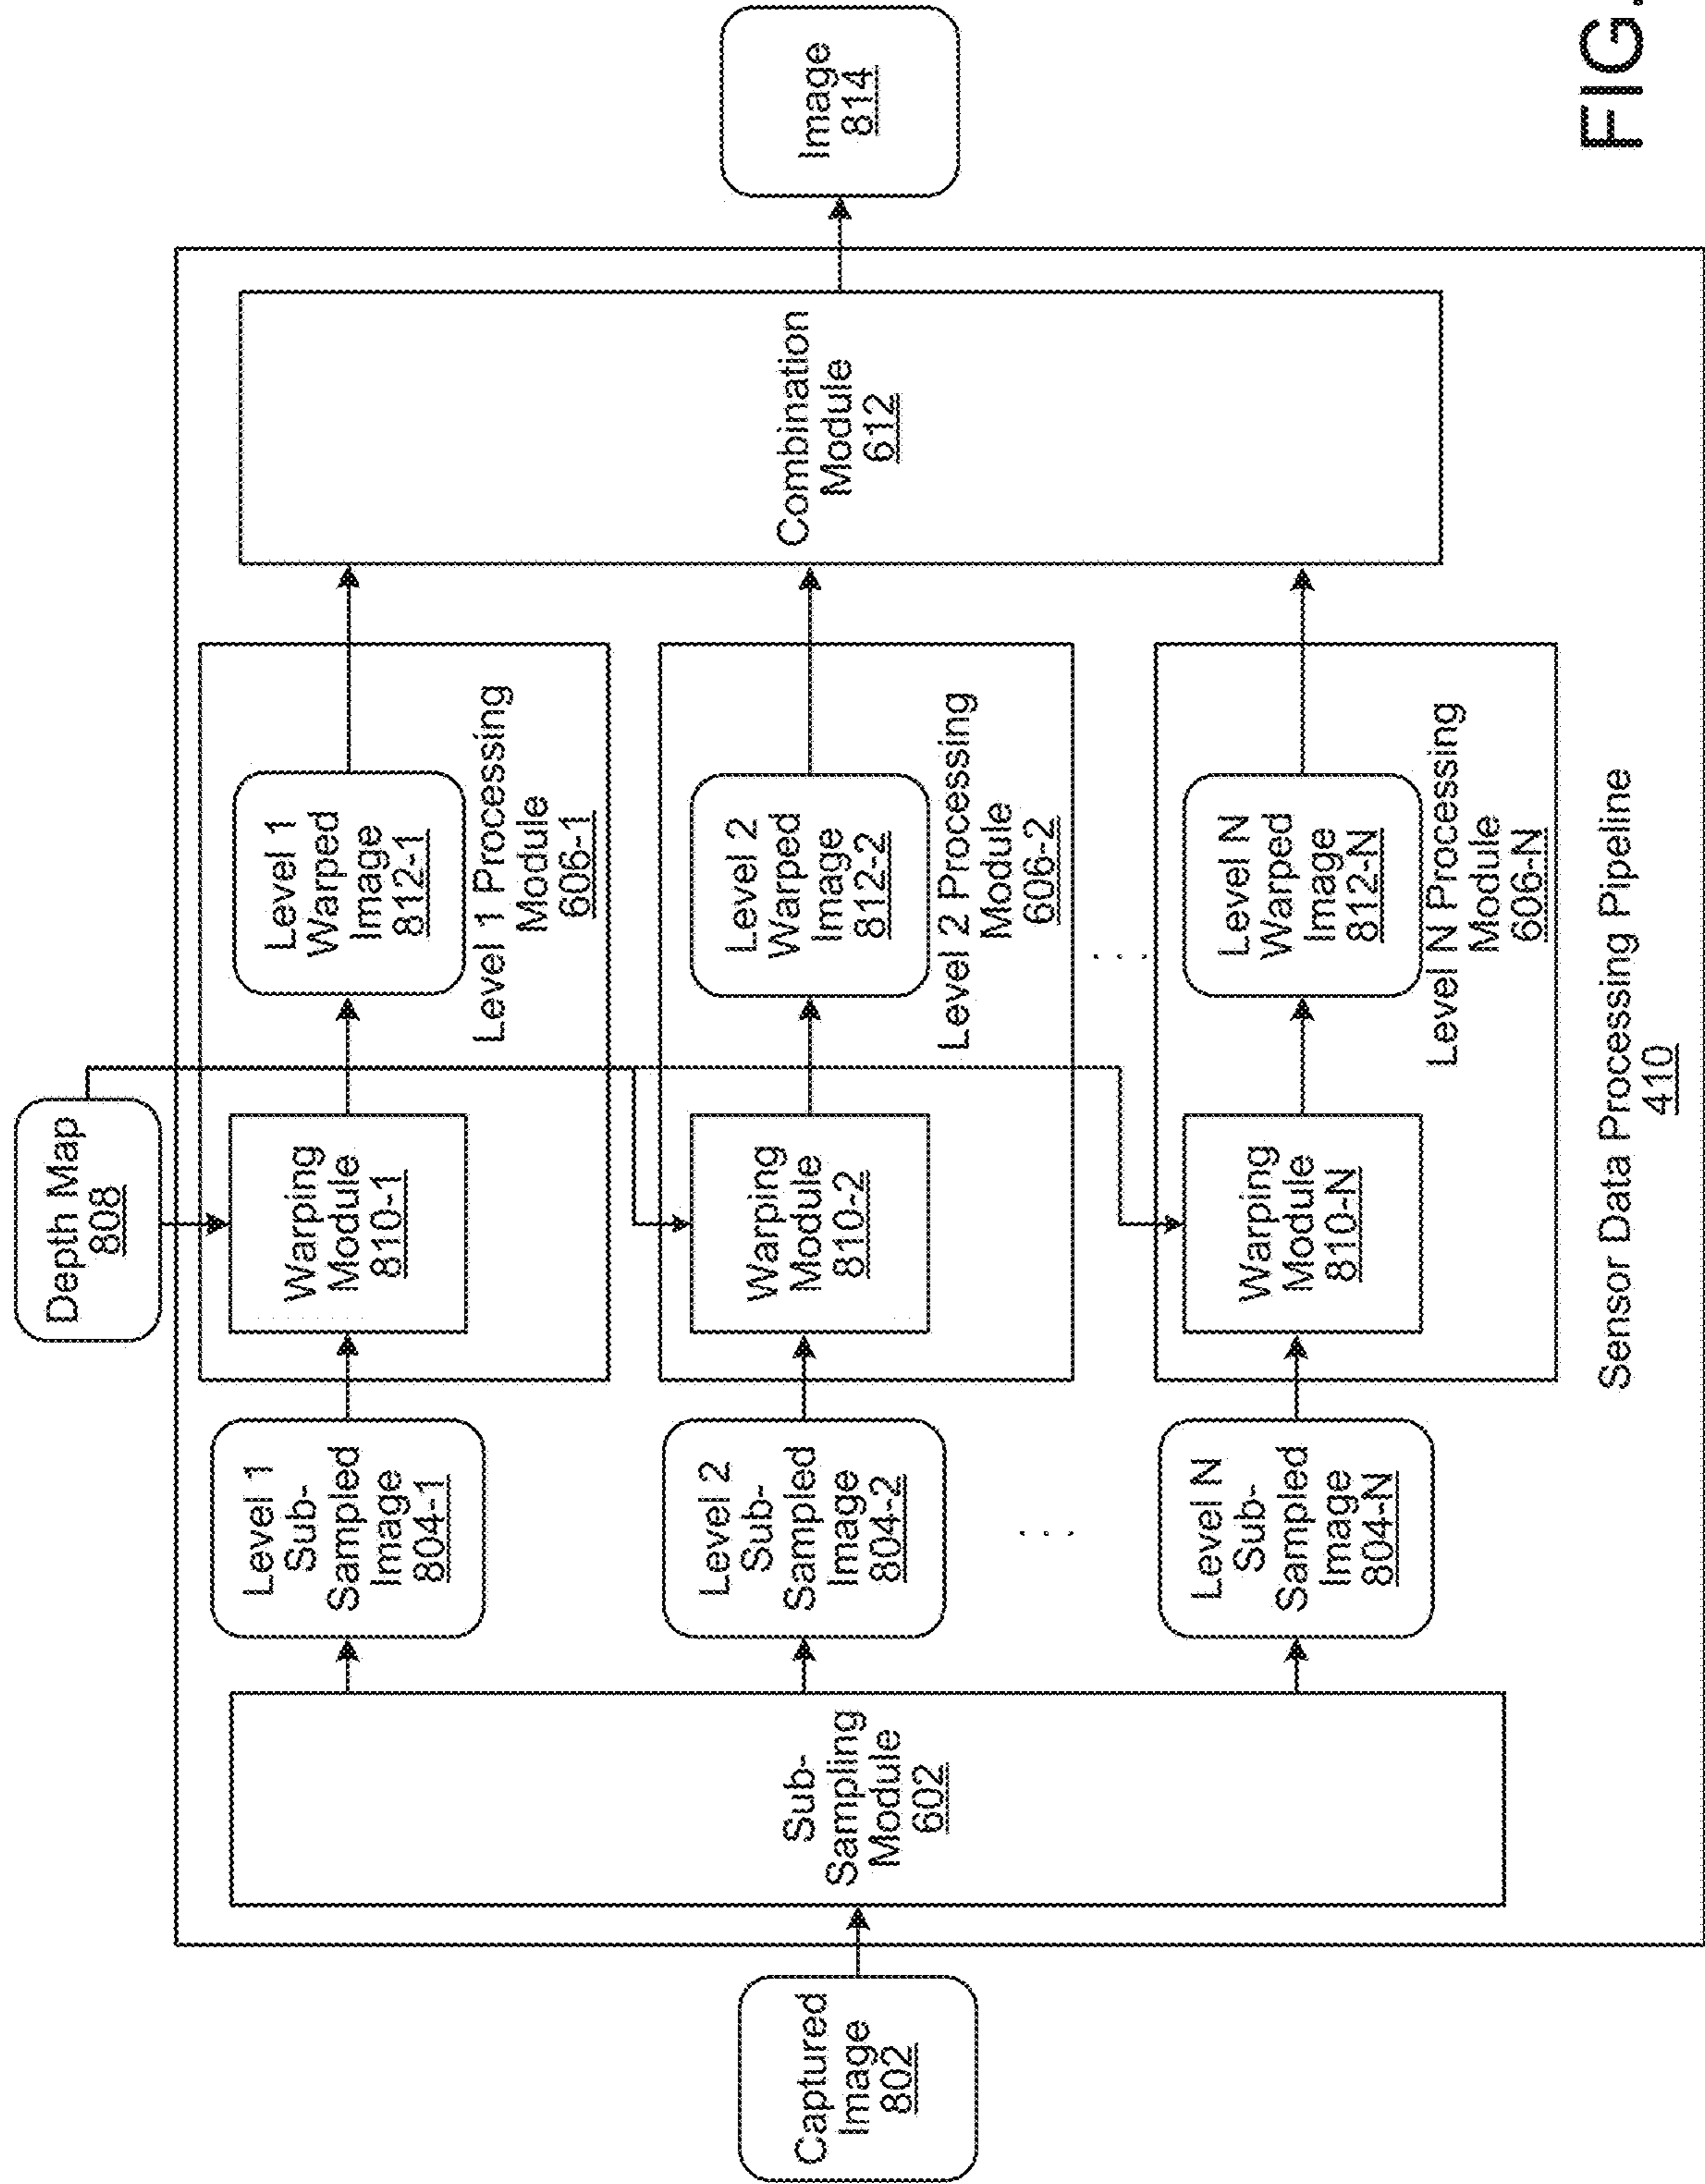 Depth Map
808
Captured
Image
802
Sub-
Sampling
Module
602
Level 1
Sub-
Sampled
Image
804-1
Warping
Module
810-1
Level 1
Warped
Image
812-1
Level 1 Processing
Module
606-1
Level 2
Sub-
Sampled
Image
804-2
Warping
Module
810-2
Level 2
Warped
Image
812-2
Level 2 Processing
Module
606-2
. . .
. . .
Level N
Sub-
Sampled
Image
804-N
Warping
Module
810-N
Level N
Warped
Image
812-N
Level N Processing
Module
606-N
Combination
Module
612
Image
814
Sensor Data Processing Pipeline
410
FIG.